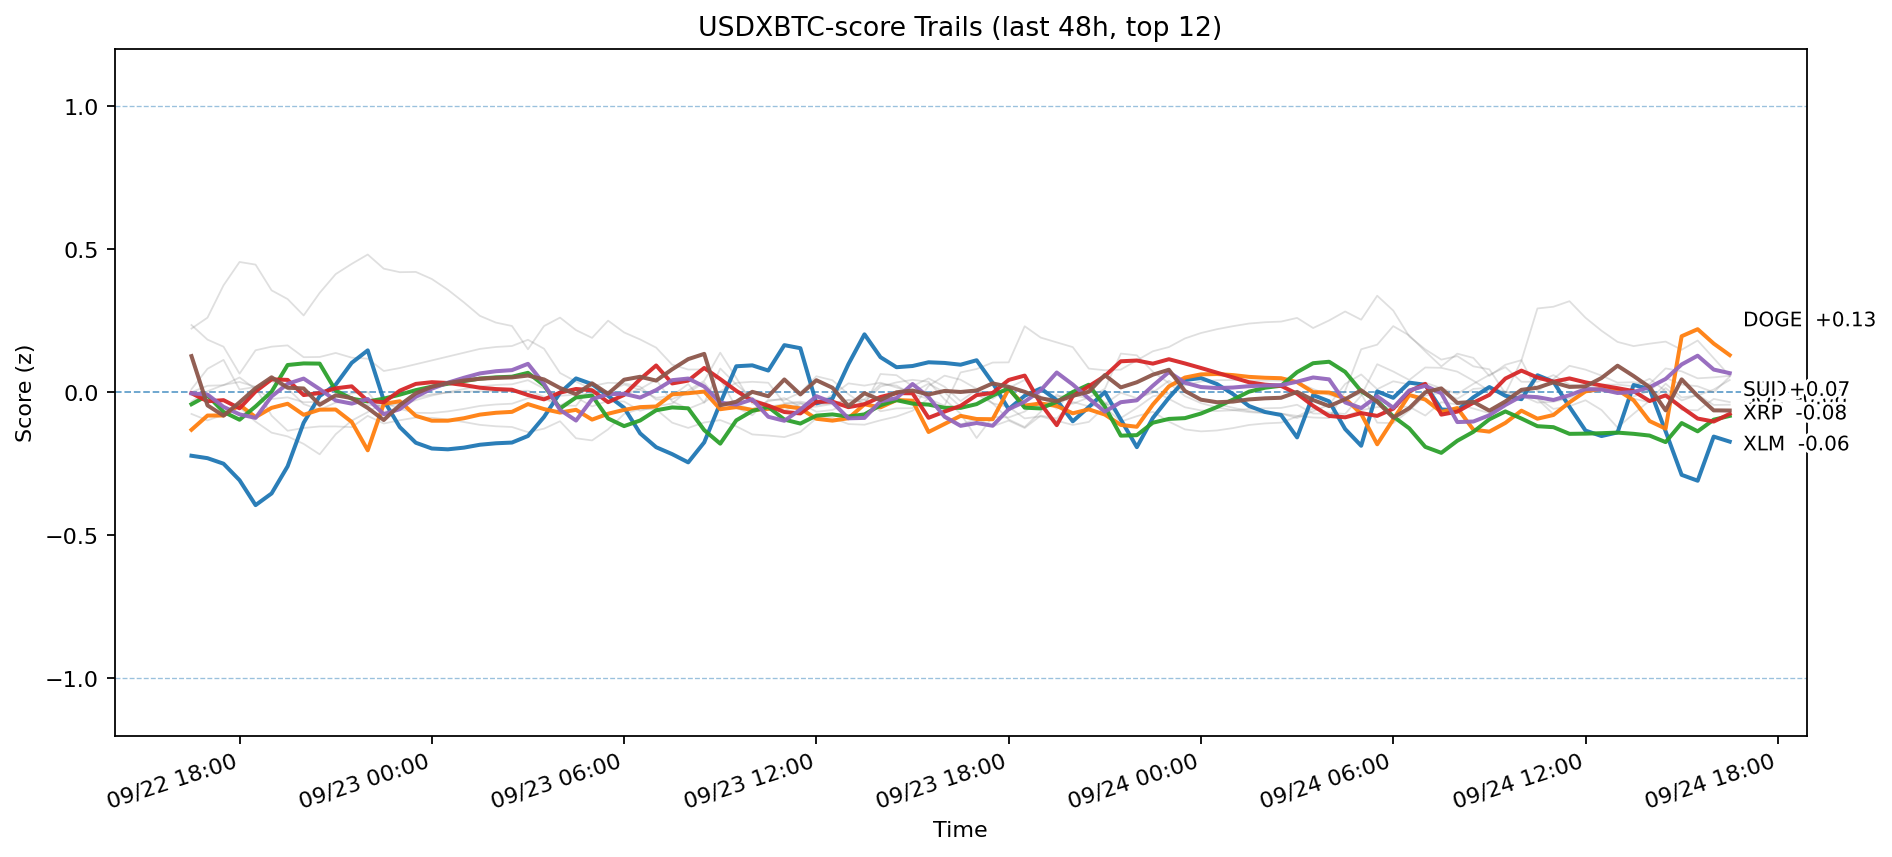 USDXBTC-score Trails (last 48h, top 12)
Score (z)
1.0
0.5
0.0
−0.5
−1.0
DOGE +0.13
+0.07
XRP -0.08
XLM -0.06
09/22 18:00
09/23 00:00
09/23 06:00
09/23 12:00
09/23 18:00
09/24 00:00
09/24 06:00
09/24 12:00
09/24 18:00
Time